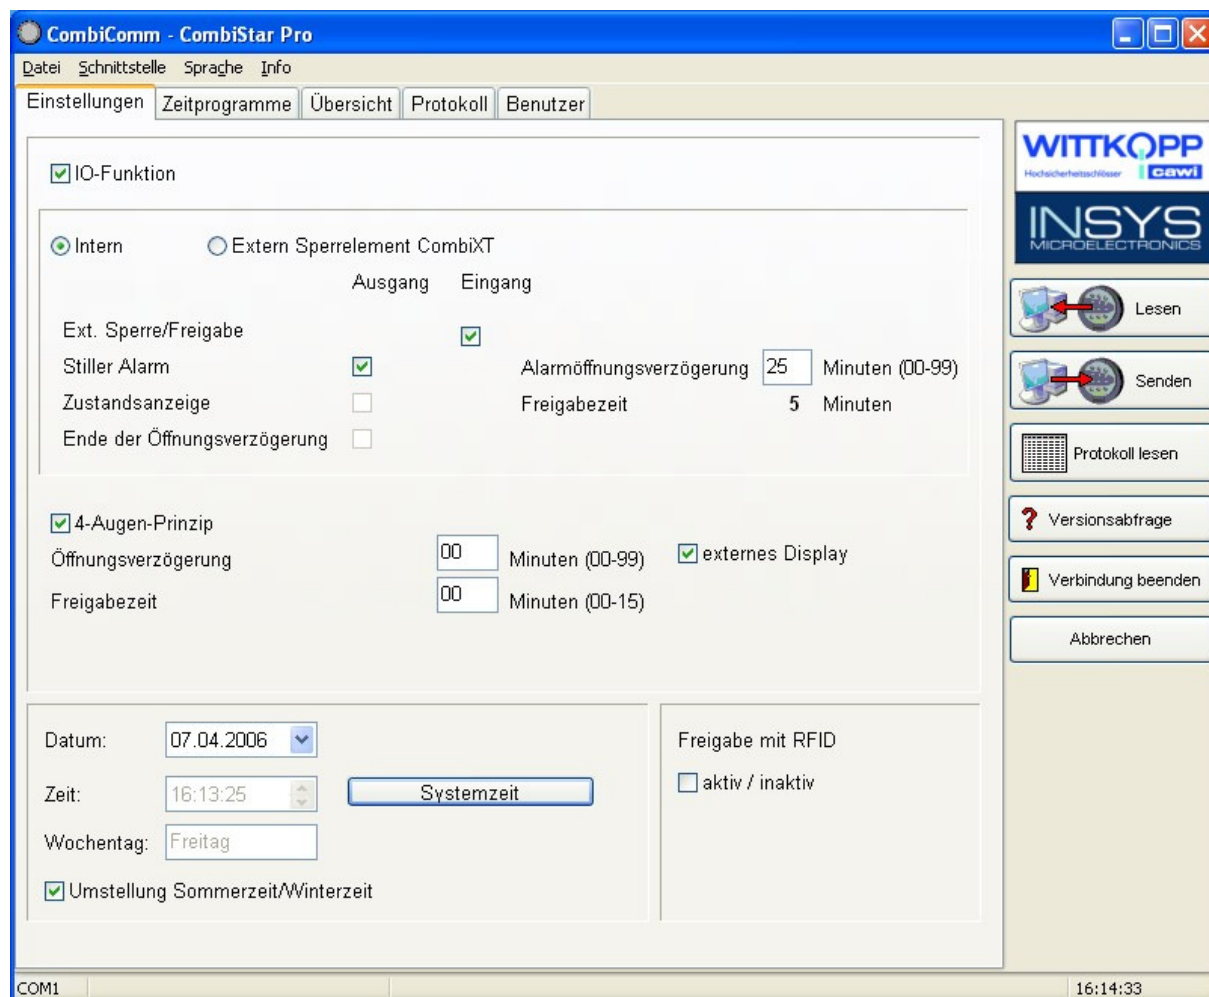 CombiComm - CombiStar Pro
Datei Schnittstelle Sprache Info
Einstellungen Zeitprogramme Übersicht Protokoll Benutzer
IO-Funktion
Intern Extern Sperrelement CombiXT
Ausgang Eingang
Ext. Sperre/Freigabe
Stiller Alarm Alarmöffnungsverzögerung 25 Minuten (00-99)
Zustandsanzeige Freigabezeit 5 Minuten
Ende der Öffnungsverzögerung
4-Augen-Prinzip
Öffnungsverzögerung 00 Minuten (00-99) externes Display
Freigabezeit 00 Minuten (00-15)
Datum: 07.04.2006
Zeit: 16:13:25 Systemzeit
Wochentag: Freitag
Umstellung Sommerzeit/Winterzeit
Freigabe mit RFID
aktiv / inaktiv
WITTKOPP
Hochsicherheitsschlösser cawi
INSYS
MICROELECTRONICS
Lesen
Senden
Protokoll lesen
? Versionsabfrage
Verbindung beenden
Abbrechen
COM1 16:14:33